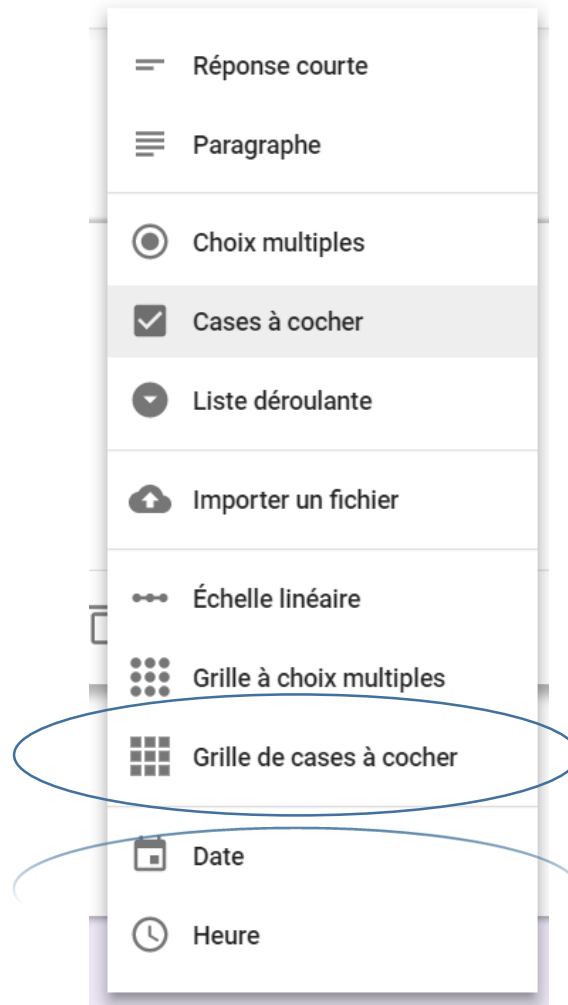 Réponse courte
Paragraphe
Choix multiples
Cases à cocher
Liste déroulante
Importer un fichier
Échelle linéaire
Grille à choix multiples
Grille de cases à cocher
Date
Heure